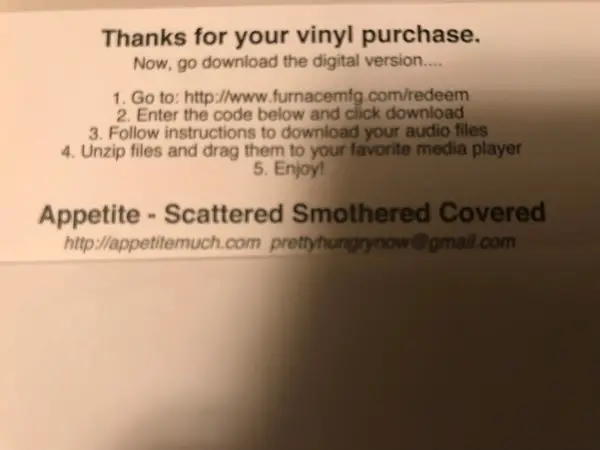 Thanks for your vinyl purchase.
Now, go download the digital version....
1. Go to: http://www.furnacemfg.com/redeem
2. Enter the code below and click download
3. Follow instructions to download your audio files
4. Unzip files and drag them to your favorite media player
5. Enjoy!
Appetite - Scattered Smothered Covered
http://appetitemuch.com prettyhungrynow@gmail.com